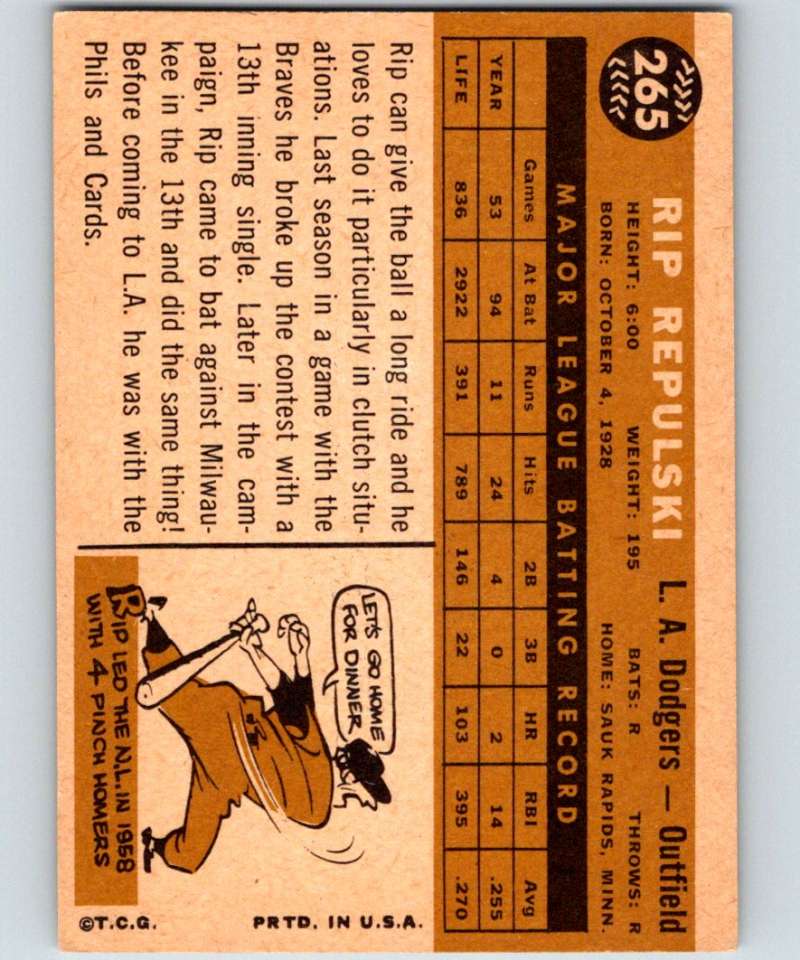 265
RIP REPULSKI L. A. Dodgers — Outfield
HEIGHT: 6:00 WEIGHT: 195 BATS: R THROWS: R
BORN: OCTOBER 4, 1928 HOME: SAUK RAPIDS, MINN.
MAJOR LEAGUE BATTING RECORD
Games At Bat Runs Hits 2B 3B HR RBI Avg
YEAR 53 94 11 24 4 0 2 14 .255
LIFE 836 2922 391 789 146 22 103 395 .270
Rip can give the ball a long ride and he
loves to do it particularly in clutch situ-
ations. Last season in a game with the
Braves he broke up the contest with a
13th inning single. Later in the cam-
paign, Rip came to bat against Milwau-
kee in the 13th and did the same thing!
Before coming to L.A. he was with the
Phils and Cards.
LET'S GO HOME
FOR DINNER
RIP LED THE N.L. IN 1958
WITH 4 PINCH HOMERS
©T.C.G. PRTD. IN U.S.A.